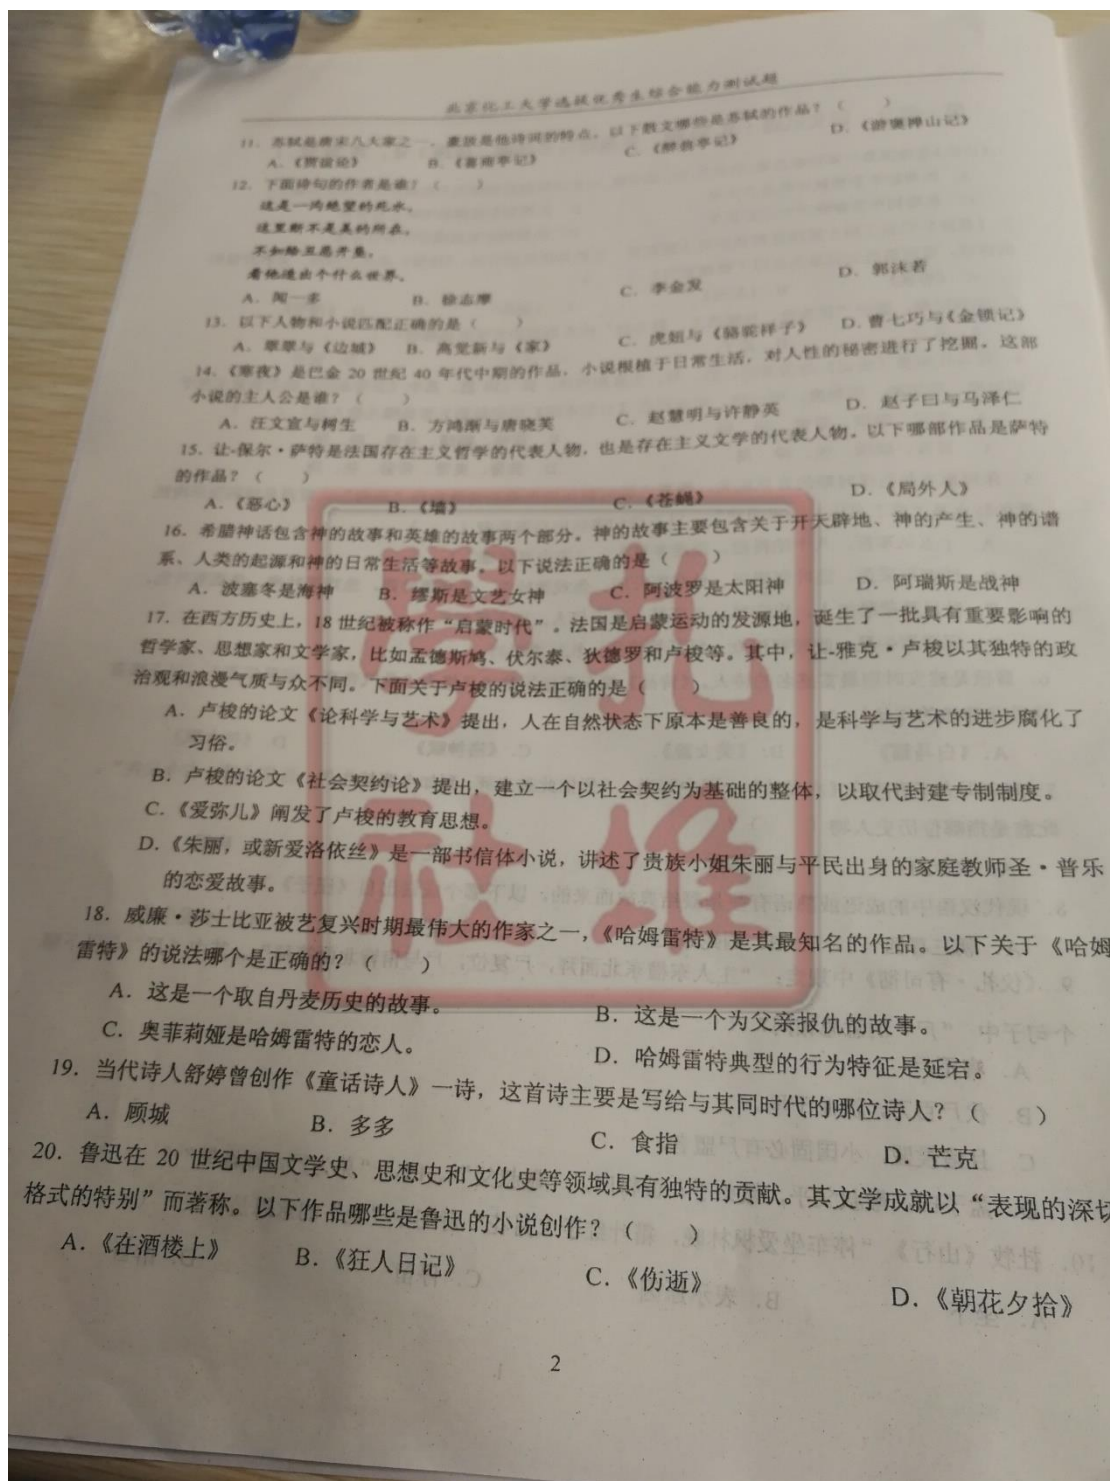 北京化工大学选拔优秀生综合能力测试题
11．苏轼是唐宋八大家之一，豪放是他诗词的特点。以下散文哪些是苏轼的作品？（ ）
A．《贾谊论》 B．《喜雨亭记》 C．《醉翁亭记》 D．《游褒禅山记》
12．下面诗句的作者是谁？（ ）
这是一沟绝望的死水，
这里断不是美的所在，
不如给丑恶开垦，
看他造出个什么世界。
A．闻一多 B．徐志摩 C．李金发 D．郭沫若
13．以下人物和小说匹配正确的是（ ）
A．翠翠与《边城》 B．高觉新与《家》 C．虎妞与《骆驼祥子》 D．曹七巧与《金锁记》
14．《寒夜》是巴金 20 世纪 40 年代中期的作品，小说根植于日常生活，对人性的秘密进行了挖掘。这部
小说的主人公是谁？（ ）
A．汪文宣与树生 B．方鸿渐与唐晓芙 C．赵慧明与许静英 D．赵子曰与马泽仁
15．让-保尔·萨特是法国存在主义哲学的代表人物，也是存在主义文学的代表人物。以下哪部作品是萨特
的作品？（ ）
A．《恶心》 B．《墙》 C．《苍蝇》 D．《局外人》
16．希腊神话包含神的故事和英雄的故事两个部分。神的故事主要包含关于开天辟地、神的产生、神的谱
系、人类的起源和神的日常生活等故事。以下说法正确的是（ ）
A．波塞冬是海神 B．缪斯是文艺女神 C．阿波罗是太阳神 D．阿瑞斯是战神
17．在西方历史上，18 世纪被称作“启蒙时代”。法国是启蒙运动的发源地，诞生了一批具有重要影响的
哲学家、思想家和文学家，比如孟德斯鸠、伏尔泰、狄德罗和卢梭等。其中，让-雅克·卢梭以其独特的政
治观和浪漫气质与众不同。下面关于卢梭的说法正确的是（ ）
A．卢梭的论文《论科学与艺术》提出，人在自然状态下原本是善良的，是科学与艺术的进步腐化了
习俗。
B．卢梭的论文《社会契约论》提出，建立一个以社会契约为基础的整体，以取代封建专制制度。
C．《爱弥儿》阐发了卢梭的教育思想。
D．《朱丽，或新爱洛依丝》是一部书信体小说，讲述了贵族小姐朱丽与平民出身的家庭教师圣·普乐
的恋爱故事。
18．威廉·莎士比亚被艺复兴时期最伟大的作家之一，《哈姆雷特》是其最知名的作品。以下关于《哈姆
雷特》的说法哪个是正确的？（ ）
A．这是一个取自丹麦历史的故事。 B．这是一个为父亲报仇的故事。
C．奥菲莉娅是哈姆雷特的恋人。 D．哈姆雷特典型的行为特征是延宕。
19．当代诗人舒婷曾创作《童话诗人》一诗，这首诗主要是写给与其同时代的哪位诗人？（ ）
A．顾城 B．多多 C．食指 D．芒克
20．鲁迅在 20 世纪中国文学史、思想史和文化史等领域具有独特的贡献。其文学成就以“表现的深切
格式的特别”而著称。以下作品哪些是鲁迅的小说创作？（ ）
A．《在酒楼上》 B．《狂人日记》 C．《伤逝》 D．《朝花夕拾》
2
學札
社堆